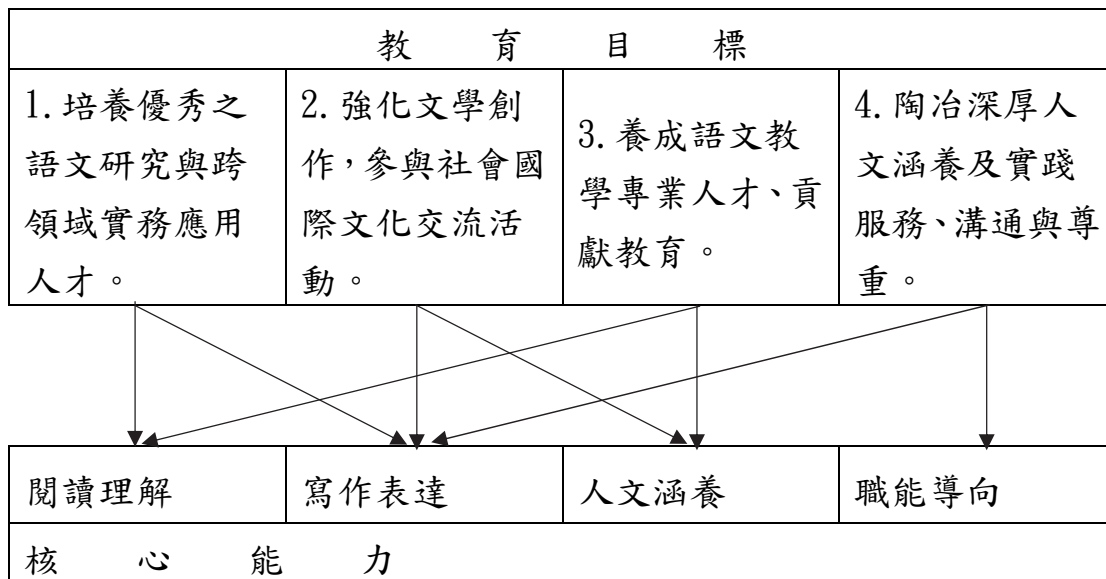 教 育 目 標
1.培養優秀之
語文研究與跨
領域實務應用
人才。
2.強化文學創
作，參與社會國
際文化交流活
動。
3.養成語文教
學專業人才、貢
獻教育。
4.陶冶深厚人
文涵養及實踐
服務、溝通與尊
重。
閱讀理解
寫作表達
人文涵養
職能導向
核 心 能 力